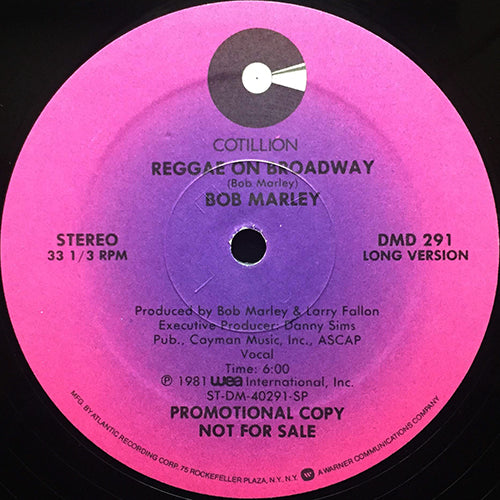 COTILLION
REGGAE ON BROADWAY
(Bob Marley)
BOB MARLEY
STEREO
33 1/3 RPM
DMD 291
LONG VERSION
Produced by Bob Marley & Larry Fallon
Executive Producer: Danny Sims
Pub., Cayman Music, Inc., ASCAP
Vocal
Time: 6:00
℗ 1981 wea International, Inc.
ST-DM-40291-SP
PROMOTIONAL COPY
NOT FOR SALE
MFG. BY ATLANTIC RECORDING CORP. 75 ROCKEFELLER PLAZA, N.Y. N.Y. W A WARNER COMMUNICATIONS COMPANY